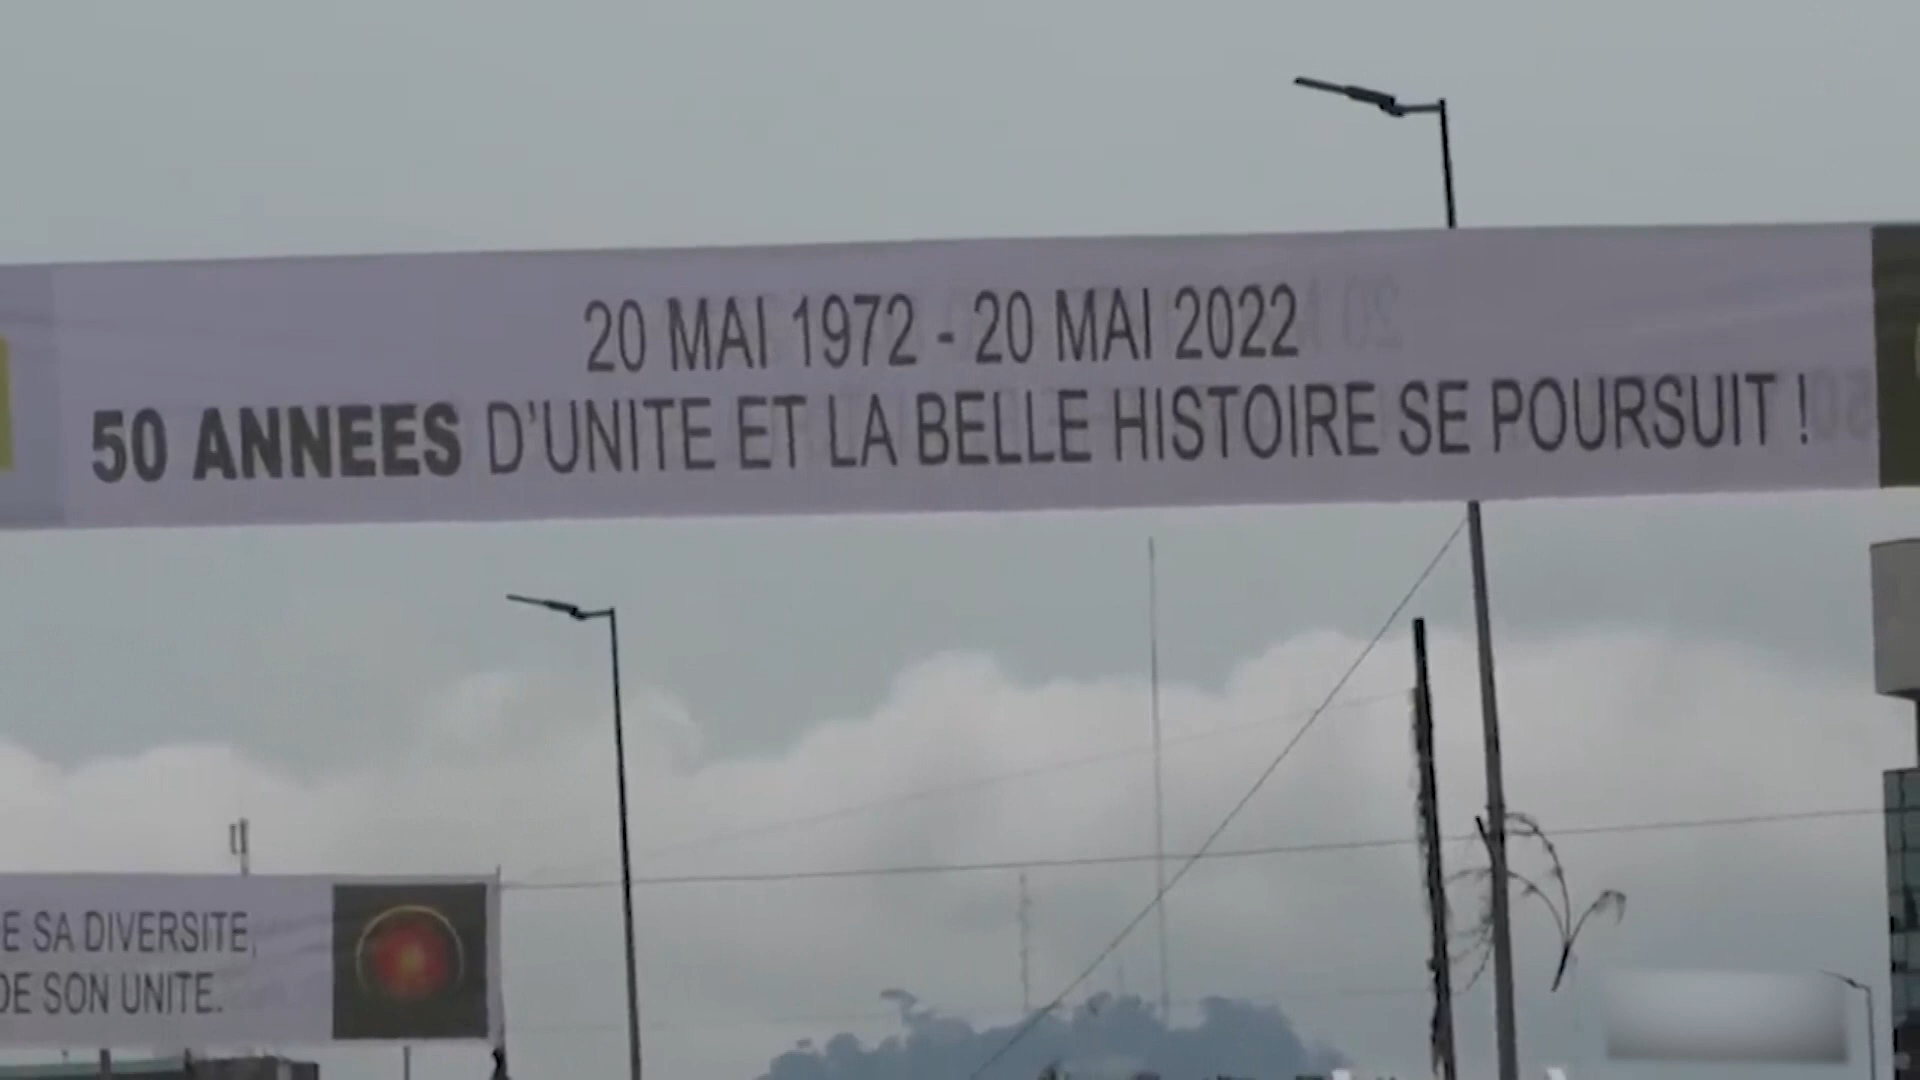 20 MAI 1972 - 20 MAI 2022
50 ANNEES D'UNITE ET LA BELLE HISTOIRE SE POURSUIT !
E SA DIVERSITE,
DE SON UNITE.